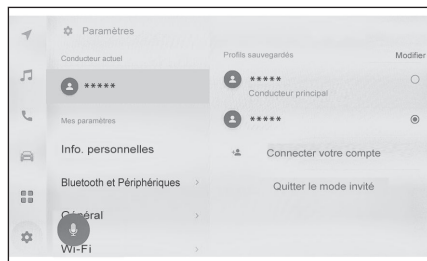 Paramètres
Conducteur actuel
*****
Mes paramètres
Info. personnelles
Bluetooth et Périphériques
Général
Wi-Fi
Profils sauvegardés
Modifier
*****
Conducteur principal
*****
Connecter votre compte
Quitter le mode invité